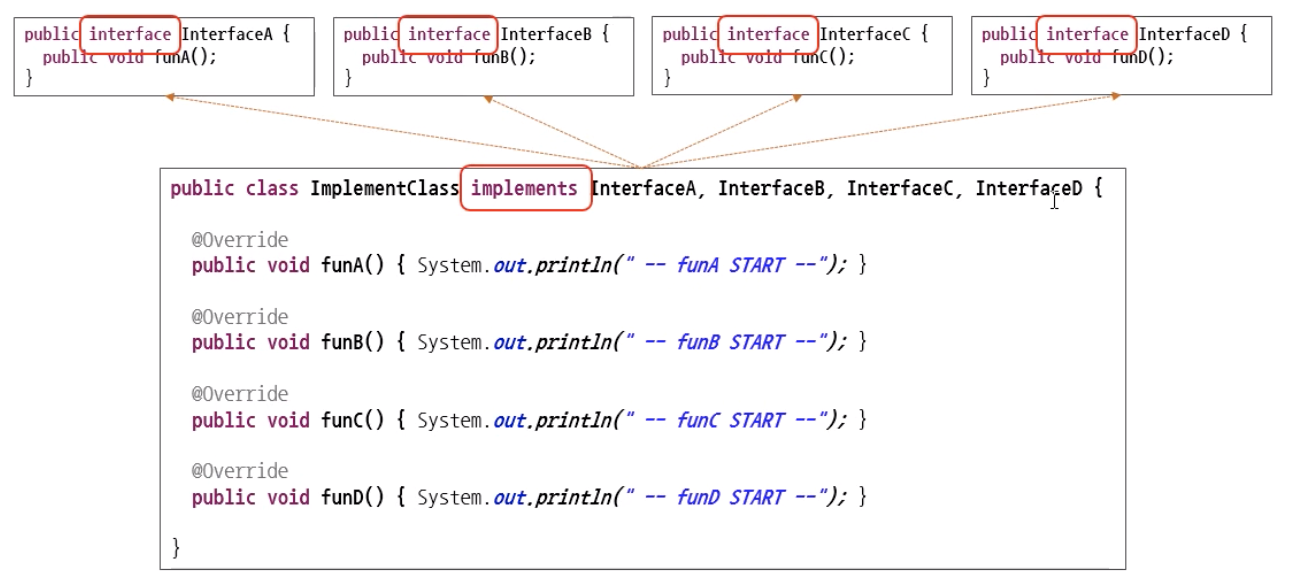 public interface InterfaceA {
public void funA();
}
public interface InterfaceB {
public void funB();
}
public interface InterfaceC {
public void funC();
}
public interface InterfaceD {
public void funD();
}
public class ImplementClass implements InterfaceA, InterfaceB, InterfaceC, InterfaceD {
@Override
public void funA() { System.out.println(" -- funA START --"); }
@Override
public void funB() { System.out.println(" -- funB START --"); }
@Override
public void funC() { System.out.println(" -- funC START --"); }
@Override
public void funD() { System.out.println(" -- funD START --"); }
}